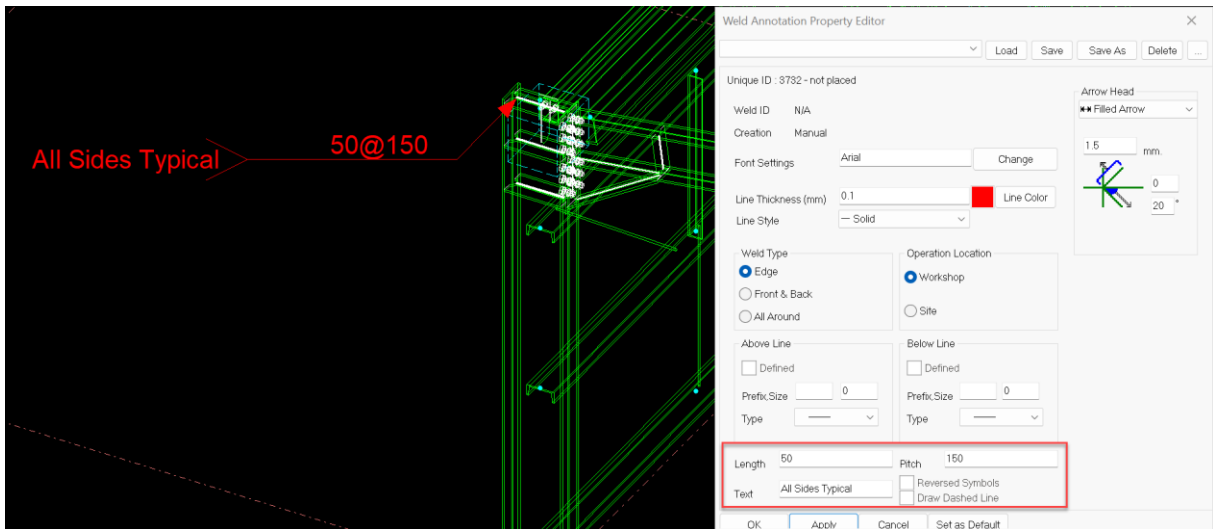 Weld Annotation Property Editor
Load Save Save As Delete ...
Unique ID : 3732 - not placed
Weld ID N/A
Creation Manual
Font Settings Arial Change
Line Thickness (mm) 0.1 Line Color
Line Style Solid
Arrow Head
Filled Arrow
1.5 mm.
0
20 °
Weld Type
Edge
Front & Back
All Around
Operation Location
Workshop
Site
Above Line
Defined
Prefix,Size 0
Type
Below Line
Defined
Prefix,Size 0
Type
Length 50 Pitch 150
Text All Sides Typical
Reversed Symbols
Draw Dashed Line
OK Apply Cancel Set as Default
All Sides Typical 50@150